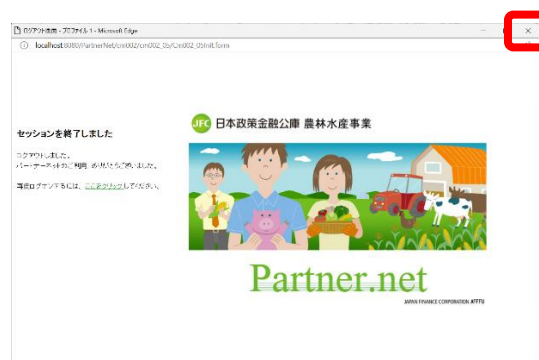 ログアウト画面 - プロファイル 1 - Microsoft Edge
localhost:8080/PartnerNet/cm002/cm002_05/Cm002_05Init.form
JFC 日本政策金融公庫 農林水産事業
セッションを終了しました
ログアウトしました。
パートナーネットのご利用、ありがとうございました。
再度ログインするには、ここをクリックしてください。
Partner.net
JAPAN FINANCE CORPORATION AFFFU